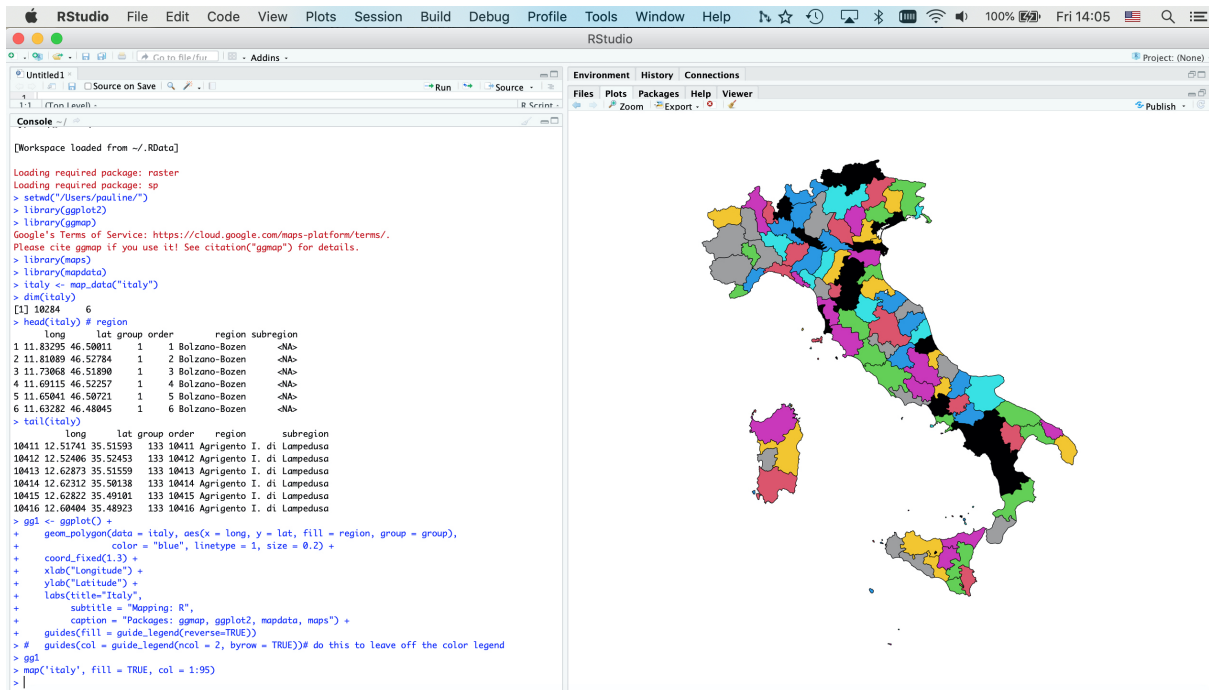 RStudio File Edit Code View Plots Session Build Debug Profile Tools Window Help 100% Fri 14:05
RStudio
Go to file/fur Addins Project: (None)
Untitled1
Source on Save Run Source
1
1:1 (Top Level) R Script
Console ~/
[Workspace loaded from ~/.RData]
Loading required package: raster
Loading required package: sp
> setwd("/Users/pauline/")
> library(ggplot2)
> library(ggmap)
Google's Terms of Service: https://cloud.google.com/maps-platform/terms/.
Please cite ggmap if you use it! See citation("ggmap") for details.
> library(maps)
> library(mapdata)
> italy <- map_data("italy")
> dim(italy)
[1] 10284     6
> head(italy) # region
      long      lat group order        region subregion
1 11.83295 46.50011     1     1 Bolzano-Bozen      <NA>
2 11.81089 46.52784     1     2 Bolzano-Bozen      <NA>
3 11.73068 46.51890     1     3 Bolzano-Bozen      <NA>
4 11.69115 46.52257     1     4 Bolzano-Bozen      <NA>
5 11.65041 46.50721     1     5 Bolzano-Bozen      <NA>
6 11.63282 46.48045     1     6 Bolzano-Bozen      <NA>
> tail(italy)
          long      lat group order    region        subregion
10411 12.51741 35.51593   133 10411 Agrigento I. di Lampedusa
10412 12.52406 35.52453   133 10412 Agrigento I. di Lampedusa
10413 12.62873 35.51559   133 10413 Agrigento I. di Lampedusa
10414 12.63312 35.50138   133 10414 Agrigento I. di Lampedusa
10415 12.62822 35.49101   133 10415 Agrigento I. di Lampedusa
10416 12.60404 35.48923   133 10416 Agrigento I. di Lampedusa
> gg1 <- ggplot() +
+     geom_polygon(data = italy, aes(x = long, y = lat, fill = region, group = group),
+                  color = "blue", linetype = 1, size = 0.2) +
+     coord_fixed(1.3) +
+     xlab("Longitude") +
+     ylab("Latitude") +
+     labs(title="Italy",
+          subtitle = "Mapping: R",
+          caption = "Packages: ggmap, ggplot2, mapdata, maps") +
+     guides(fill = guide_legend(reverse=TRUE))
> #   guides(col = guide_legend(ncol = 2, byrow = TRUE))# do this to leave off the color legend
> gg1
> map('italy', fill = TRUE, col = 1:95)
>
Environment History Connections
Files Plots Packages Help Viewer
Zoom Export Publish